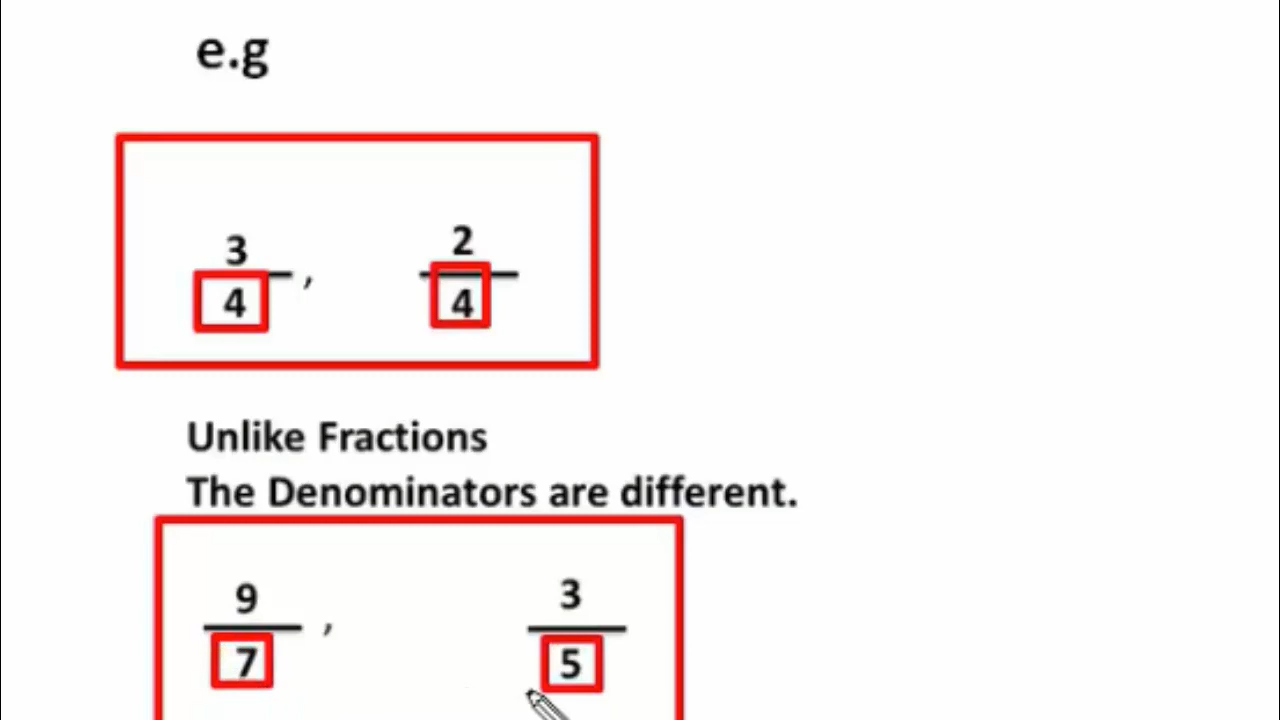 e.g
3 2
4 , 4
Unlike Fractions
The Denominators are different.
9 3
7 , 5